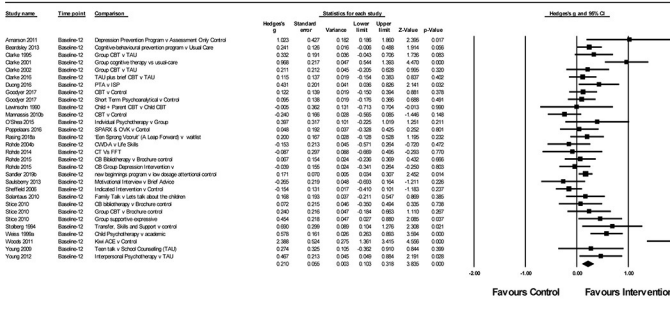 Study name Time point Comparison Statistics for each study Hedge's g and 95% CI
Hedge's g Standard error Variance Lower limit Upper limit Z-Value p-Value
Amarson 2011 Baseline-12 Depression Prevention Program v Assessment Only Control 1.023 0.427 0.182 0.186 1.860 2.395 0.017
Beardsley 2013 Baseline-12 Cognitive-behavioural prevention program v Usual Care 0.241 0.126 0.016 -0.006 0.488 1.914 0.056
Clarke 1995 Baseline-12 Group CBT v TAU 0.332 0.191 0.036 -0.043 0.706 1.736 0.083
Clarke 2001 Baseline-12 Group cognitive therapy vs usual-care 0.968 0.217 0.047 0.544 1.393 4.470 0.000
Clarke 2002 Baseline-12 Group CBT v TAU 0.211 0.212 0.045 -0.205 0.628 0.995 0.320
Clarke 2016 Baseline-12 TAU plus brief CBT v TAU 0.115 0.137 0.019 -0.154 0.383 0.837 0.402
Duong 2016 Baseline-12 PTA v ISP 0.431 0.201 0.041 0.036 0.826 2.141 0.032
Goodyer 2017 Baseline-12 CBT v Control 0.122 0.139 0.019 -0.150 0.394 0.881 0.378
Goodyer 2017 Baseline-12 Short Term Psychoanalytical v Control 0.095 0.138 0.019 -0.176 0.366 0.688 0.491
Lewinsohn 1990 Baseline-12 Child + Parent CBT v Child CBT -0.005 0.362 0.131 -0.713 0.704 -0.013 0.990
Mannassis 2010b Baseline-12 CBT v Control -0.240 0.166 0.028 -0.565 0.085 -1.446 0.148
O'Shea 2015 Baseline-12 Individual Psychotherapy v Group 0.397 0.317 0.101 -0.225 1.019 1.251 0.211
Poppelaars 2016 Baseline-12 SPARX & OVK v Control 0.048 0.192 0.037 -0.328 0.425 0.252 0.801
Rasing 2018a Baseline-12 'Een Sprong Vooruit' (A Leap Forward) v waitlist 0.200 0.167 0.028 -0.128 0.528 1.195 0.232
Rohde 2004b Baseline-12 CWD-A v Life Skills -0.153 0.213 0.045 -0.571 0.264 -0.720 0.472
Rohde 2014 Baseline-12 CT Vs FFT -0.087 0.297 0.088 -0.469 0.495 -0.293 0.770
Rohde 2015 Baseline-12 CB Bibliotherapy v Brochure control 0.067 0.154 0.024 -0.236 0.369 0.402 0.666
Rohde 2015 Baseline-12 CB Group Depression Intervention v -0.039 0.155 0.024 -0.341 0.264 -0.250 0.803
Sandler 2019b Baseline-12 new beginnings program v low dosage attentional control 0.171 0.070 0.005 0.034 0.307 2.452 0.014
Saulsberry 2013 Baseline-12 Motivational Interview v Brief Advice -0.265 0.219 0.048 -0.693 0.164 -1.211 0.226
Sheffield 2006 Baseline-12 Indicated Intervention v Control -0.154 0.131 0.017 -0.410 0.101 -1.183 0.237
Solantaus 2010 Baseline-12 Family Talk v Lets talk about the children 0.168 0.193 0.037 -0.211 0.547 0.869 0.385
Stice 2010 Baseline-12 CB bibliotherapy v Brochure control 0.072 0.215 0.046 -0.350 0.494 0.335 0.738
Stice 2010 Baseline-12 Group CBT v Brochure control 0.240 0.216 0.047 -0.184 0.663 1.110 0.267
Stice 2010 Baseline-12 Group supportive-expressive 0.454 0.218 0.047 0.027 0.880 2.085 0.037
Stolberg 1994 Baseline-12 Transfer, Skills and Support v control 0.690 0.299 0.089 0.104 1.276 2.308 0.021
Weisz 1999a Baseline-12 Child Psychotherapy v academic 0.578 0.161 0.026 0.263 0.893 3.594 0.000
Woods 2011 Baseline-12 Kiwi ACE v Control 2.388 0.524 0.275 1.361 3.415 4.556 0.000
Young 2009 Baseline-12 Teen talk v School Counselling (TAU) 0.274 0.325 0.105 -0.362 0.910 0.844 0.399
Young 2012 Baseline-12 Interpersonal Psychotherapy v TAU 0.467 0.213 0.045 0.049 0.684 2.191 0.028
0.210 0.055 0.003 0.103 0.318 3.835 0.000
-2.00 -1.00 0.00 1.00
Favours Control Favours Intervention